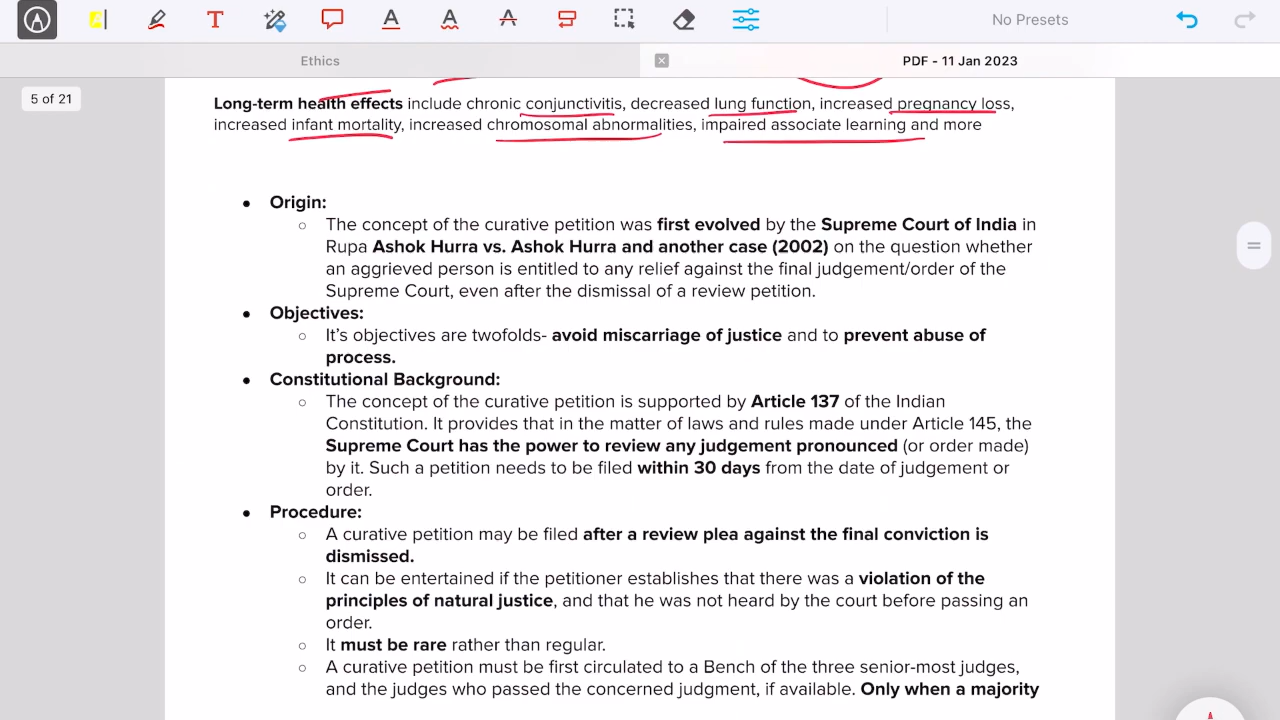 No Presets
Ethics
PDF - 11 Jan 2023
5 of 21
Long-term health effects include chronic conjunctivitis, decreased lung function, increased pregnancy loss,
increased infant mortality, increased chromosomal abnormalities, impaired associate learning and more
• Origin:
○ The concept of the curative petition was first evolved by the Supreme Court of India in
Rupa Ashok Hurra vs. Ashok Hurra and another case (2002) on the question whether
an aggrieved person is entitled to any relief against the final judgement/order of the
Supreme Court, even after the dismissal of a review petition.
• Objectives:
○ It's objectives are twofolds- avoid miscarriage of justice and to prevent abuse of
process.
• Constitutional Background:
○ The concept of the curative petition is supported by Article 137 of the Indian
Constitution. It provides that in the matter of laws and rules made under Article 145, the
Supreme Court has the power to review any judgement pronounced (or order made)
by it. Such a petition needs to be filed within 30 days from the date of judgement or
order.
• Procedure:
○ A curative petition may be filed after a review plea against the final conviction is
dismissed.
○ It can be entertained if the petitioner establishes that there was a violation of the
principles of natural justice, and that he was not heard by the court before passing an
order.
○ It must be rare rather than regular.
○ A curative petition must be first circulated to a Bench of the three senior-most judges,
and the judges who passed the concerned judgment, if available. Only when a majority